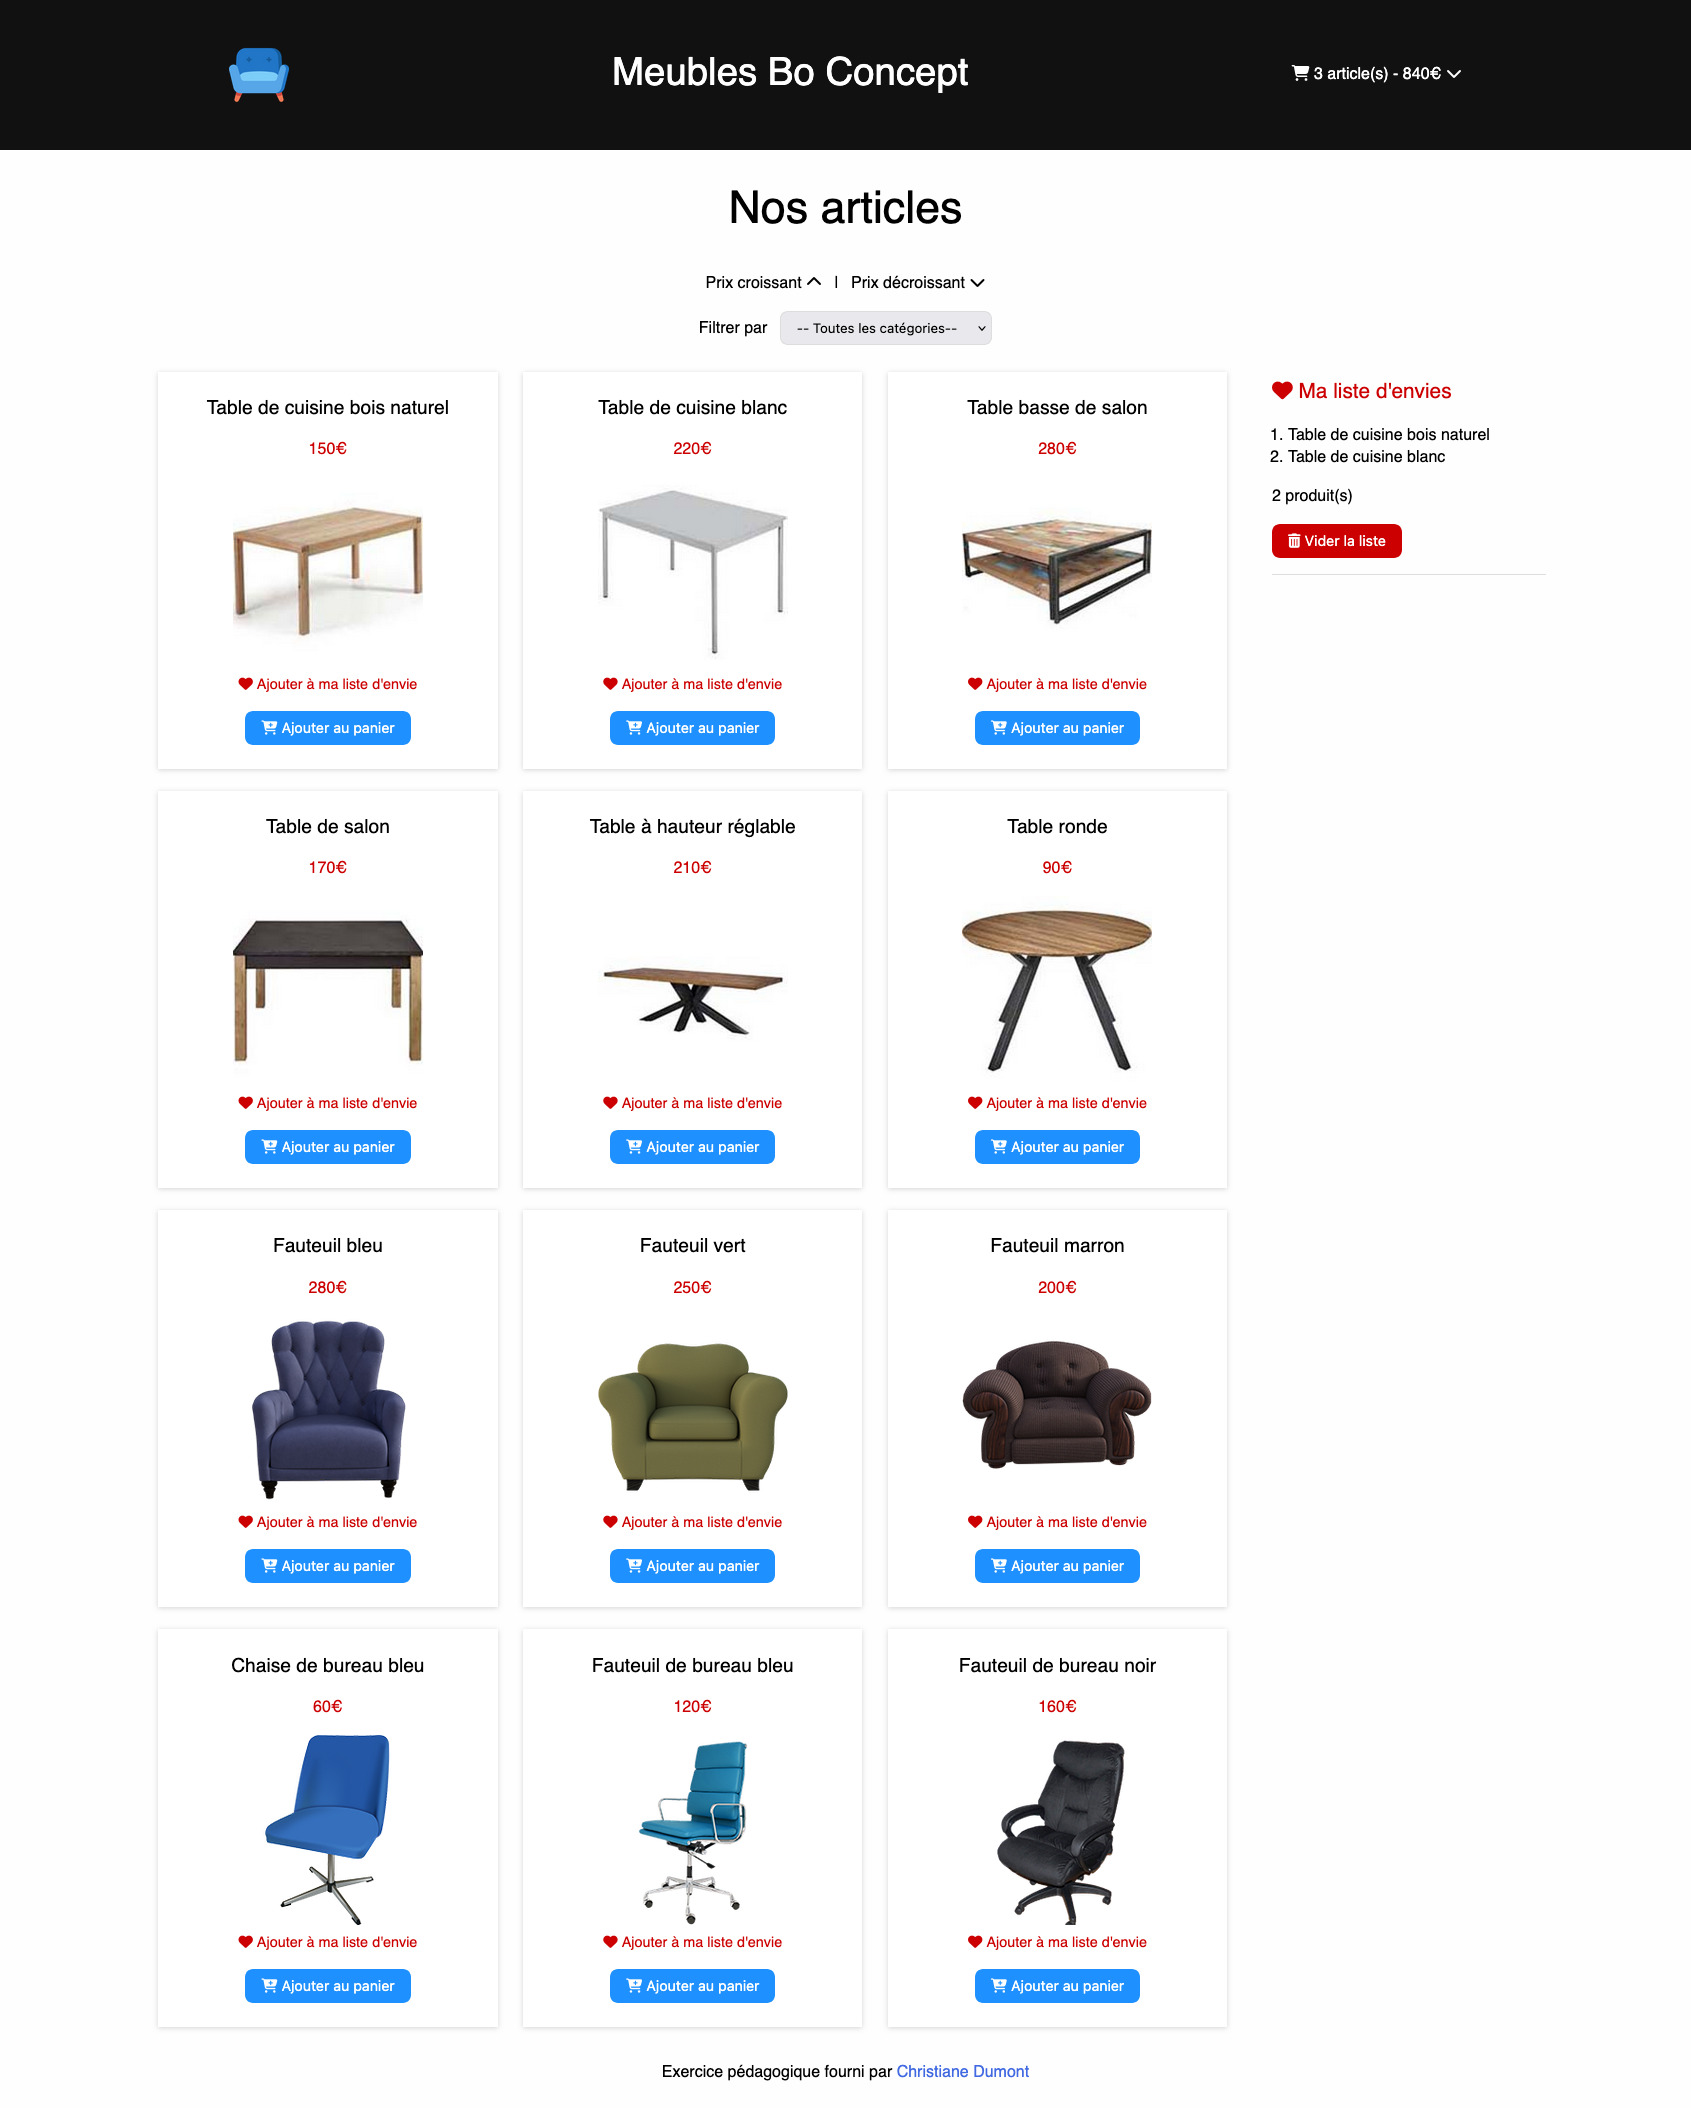 Meubles Bo Concept
3 article(s) - 840€
Nos articles
Prix croissant | Prix décroissant
Filtrer par -- Toutes les catégories--
Table de cuisine bois naturel
150€
Ajouter à ma liste d'envie
Ajouter au panier
Table de cuisine blanc
220€
Ajouter à ma liste d'envie
Ajouter au panier
Table basse de salon
280€
Ajouter à ma liste d'envie
Ajouter au panier
Ma liste d'envies
1. Table de cuisine bois naturel
2. Table de cuisine blanc
2 produit(s)
Vider la liste
Table de salon
170€
Ajouter à ma liste d'envie
Ajouter au panier
Table à hauteur réglable
210€
Ajouter à ma liste d'envie
Ajouter au panier
Table ronde
90€
Ajouter à ma liste d'envie
Ajouter au panier
Fauteuil bleu
280€
Ajouter à ma liste d'envie
Ajouter au panier
Fauteuil vert
250€
Ajouter à ma liste d'envie
Ajouter au panier
Fauteuil marron
200€
Ajouter à ma liste d'envie
Ajouter au panier
Chaise de bureau bleu
60€
Ajouter à ma liste d'envie
Ajouter au panier
Fauteuil de bureau bleu
120€
Ajouter à ma liste d'envie
Ajouter au panier
Fauteuil de bureau noir
160€
Ajouter à ma liste d'envie
Ajouter au panier
Exercice pédagogique fourni par Christiane Dumont